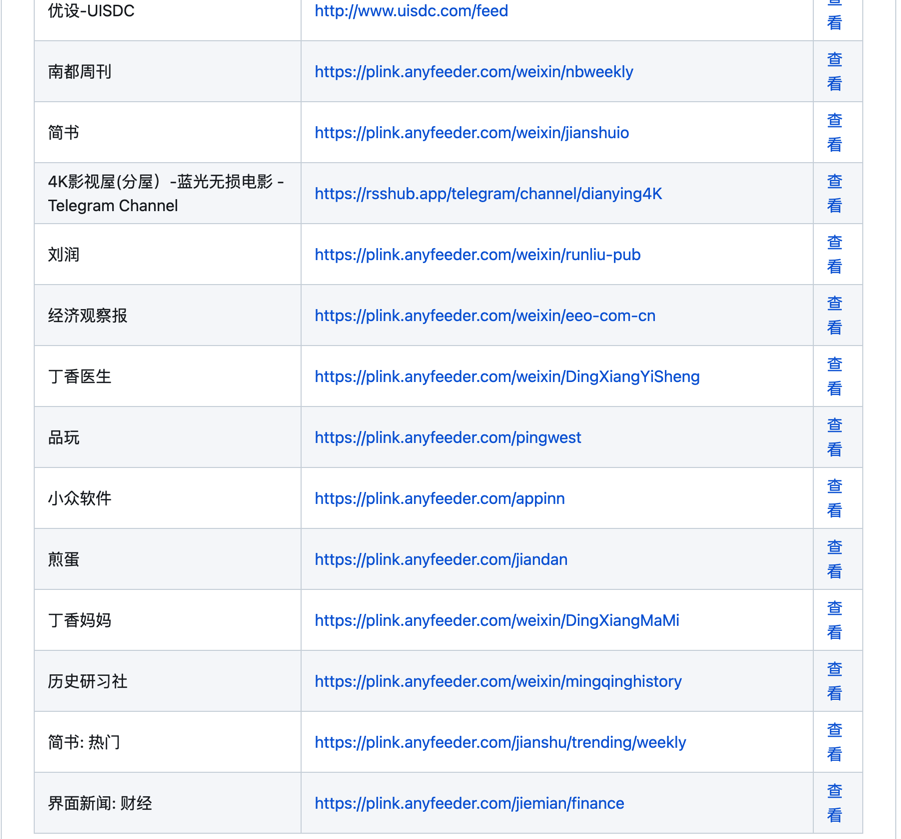 优设-UISDC http://www.uisdc.com/feed 查
看
南都周刊 https://plink.anyfeeder.com/weixin/nbweekly 查
看
简书 https://plink.anyfeeder.com/weixin/jianshuio 查
看
4K影视屋(分屋）-蓝光无损电影 -
Telegram Channel
https://rsshub.app/telegram/channel/dianying4K
查
看
刘润 https://plink.anyfeeder.com/weixin/runliu-pub 查
看
经济观察报 https://plink.anyfeeder.com/weixin/eeo-com-cn 查
看
丁香医生 https://plink.anyfeeder.com/weixin/DingXiangYiSheng 查
看
品玩 https://plink.anyfeeder.com/pingwest 查
看
小众软件 https://plink.anyfeeder.com/appinn 查
看
煎蛋 https://plink.anyfeeder.com/jiandan 查
看
丁香妈妈 https://plink.anyfeeder.com/weixin/DingXiangMaMi 查
看
历史研习社 https://plink.anyfeeder.com/weixin/mingqinghistory 查
看
简书: 热门 https://plink.anyfeeder.com/jianshu/trending/weekly 查
看
界面新闻: 财经 https://plink.anyfeeder.com/jiemian/finance 查
看